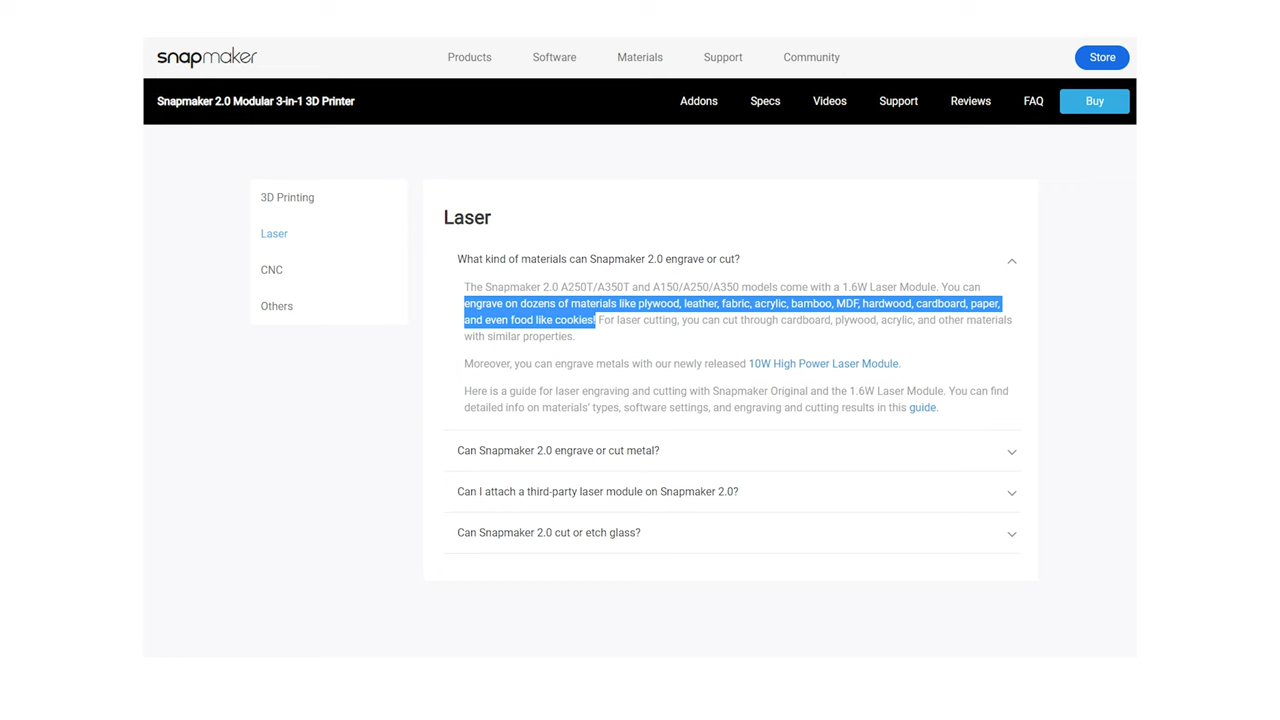 snapmaker
Products Software Materials Support Community
Store
Snapmaker 2.0 Modular 3-in-1 3D Printer
Addons Specs Videos Support Reviews FAQ Buy
3D Printing
Laser
CNC
Others
Laser
What kind of materials can Snapmaker 2.0 engrave or cut?
The Snapmaker 2.0 A250T/A350T and A150/A250/A350 models come with a 1.6W Laser Module. You can
engrave on dozens of materials like plywood, leather, fabric, acrylic, bamboo, MDF, hardwood, cardboard, paper,
and even food like cookies! For laser cutting, you can cut through cardboard, plywood, acrylic, and other materials
with similar properties.
Moreover, you can engrave metals with our newly released 10W High Power Laser Module.
Here is a guide for laser engraving and cutting with Snapmaker Original and the 1.6W Laser Module. You can find
detailed info on materials' types, software settings, and engraving and cutting results in this guide.
Can Snapmaker 2.0 engrave or cut metal?
Can I attach a third-party laser module on Snapmaker 2.0?
Can Snapmaker 2.0 cut or etch glass?